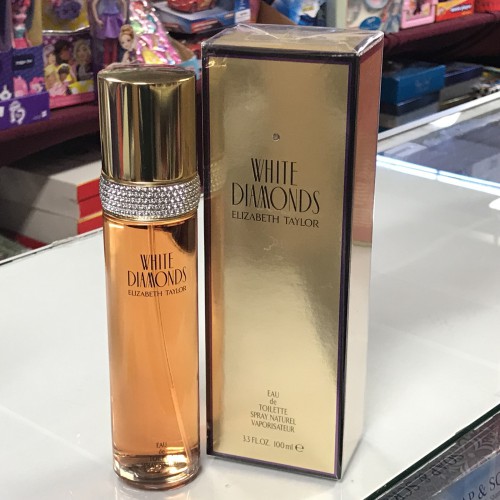 WHITE
DIAMONDS
ELIZABETH TAYLOR
EAU
de
WHITE
DIAMONDS
ELIZABETH TAYLOR
EAU
de
TOILETTE
SPRAY NATUREL
VAPORISATEUR
3.3 FL.OZ. 100 ml e